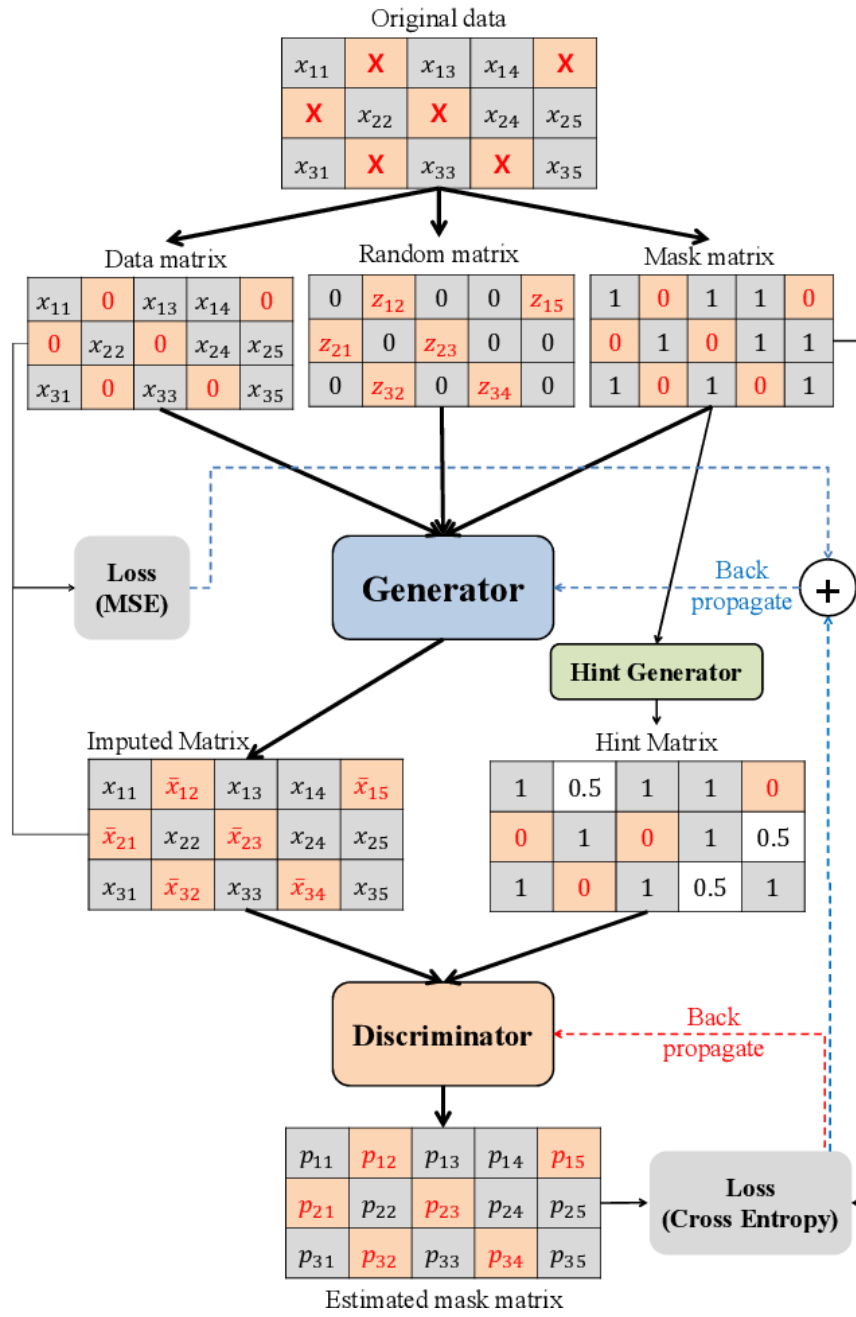 Original data
x₁₁ X x₁₃ x₁₄ X
X x₂₂ X x₂₄ x₂₅
x₃₁ X x₃₃ X x₃₅
Data matrix
x₁₁ 0 x₁₃ x₁₄ 0
0 x₂₂ 0 x₂₄ x₂₅
x₃₁ 0 x₃₃ 0 x₃₅
Random matrix
0 z₁₂ 0 0 z₁₅
z₂₁ 0 z₂₃ 0 0
0 z₃₂ 0 z₃₄ 0
Mask matrix
1 0 1 1 0
0 1 0 1 1
1 0 1 0 1
Loss
(MSE)
Generator
Back
propagate
+
Hint Generator
Imputed Matrix
x₁₁ x̄₁₂ x₁₃ x₁₄ x̄₁₅
x̄₂₁ x₂₂ x̄₂₃ x₂₄ x₂₅
x₃₁ x̄₃₂ x₃₃ x̄₃₄ x₃₅
Hint Matrix
1 0.5 1 1 0
0 1 0 1 0.5
1 0 1 0.5 1
Discriminator
Back
propagate
p₁₁ p₁₂ p₁₃ p₁₄ p₁₅
p₂₁ p₂₂ p₂₃ p₂₄ p₂₅
p₃₁ p₃₂ p₃₃ p₃₄ p₃₅
Loss
(Cross Entropy)
Estimated mask matrix